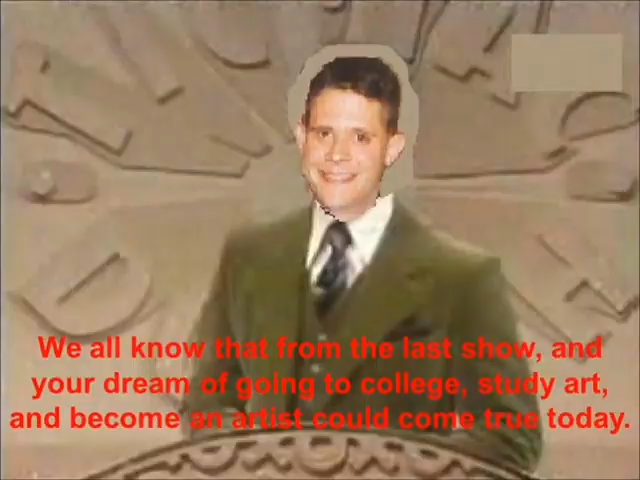 We all know that from the last show, and
your dream of going to college, study art,
and become an artist could come true today.